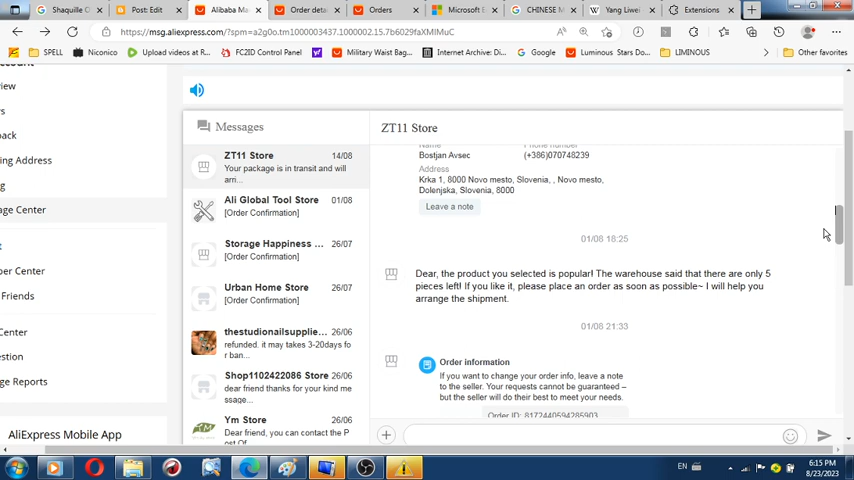 Shaquille O
Post: Edit
Alibaba Ma
Order detai
Orders
Microsoft E
CHINESE M
Yang Liwei
Extensions
https://msg.aliexpress.com/?spm=a2g0o.tm1000003437.1000002.15.7b6029faXMIMuC
SPELL
Niconico
Upload videos at R...
FC2ID Control Panel
Military Waist Bag...
Internet Archive: Di...
Google
Luminous Stars Do...
LIMINOUS
Other favorites
view
s
back
ing Address
g
age Center
per Center
Friends
Center
estion
ge Reports
AliExpress Mobile App
Messages
ZT11 Store
14/08
Your package is in transit and will
arri...
Ali Global Tool Store
01/08
[Order Confirmation]
Storage Happiness ...
26/07
[Order Confirmation]
Urban Home Store
26/07
[Order Confirmation]
thestudionailsupplie...
26/06
refunded. it may takes 3-20days fo
r ban...
Shop1102422086 Store
26/06
dear friend thanks for your kind me
ssage...
Ym Store
26/06
Dear friend, you can contact the P
ost Of...
ZT11 Store
Name
Phone number
Bostjan Avsec
(+386)070748239
Address
Krka 1, 8000 Novo mesto, Slovenia, , Novo mesto,
Dolenjska, Slovenia, 8000
Leave a note
01/08 18:25
Dear, the product you selected is popular! The warehouse said that there are only 5
pieces left! If you like it, please place an order as soon as possible~ I will help you
arrange the shipment.
01/08 21:33
Order information
If you want to change your order info, leave a note
to the seller. Your requests cannot be guaranteed –
but the seller will do their best to meet your needs.
Order ID: 8172440594285903
EN
6:15 PM
8/23/2023